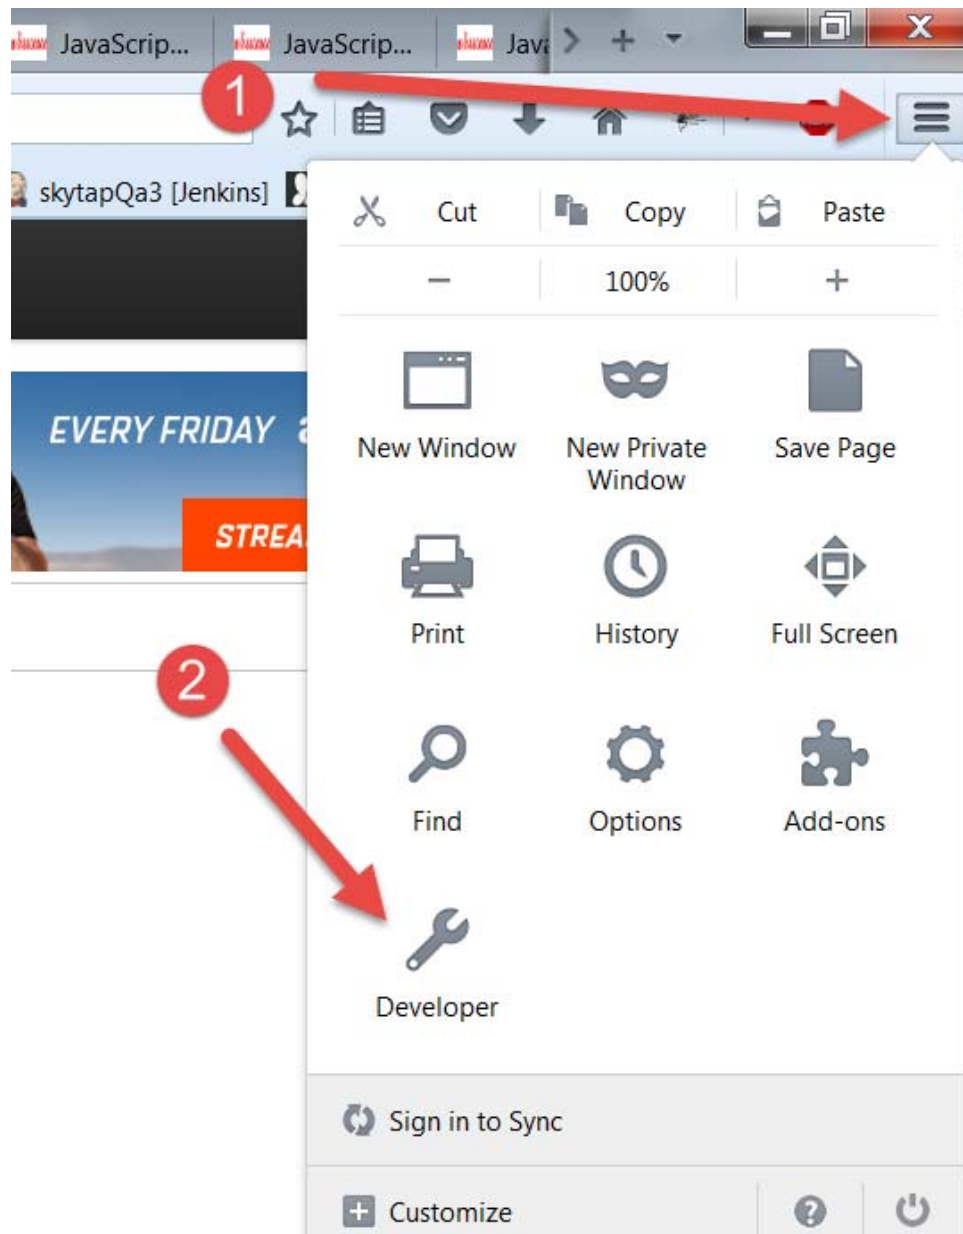 JavaScrip... JavaScrip... Java
1
skytapQa3 [Jenkins]
Cut Copy Paste
100%
EVERY FRIDAY
New Window New Private Window Save Page
STREA
Print History Full Screen
2
Find Options Add-ons
Developer
Sign in to Sync
Customize